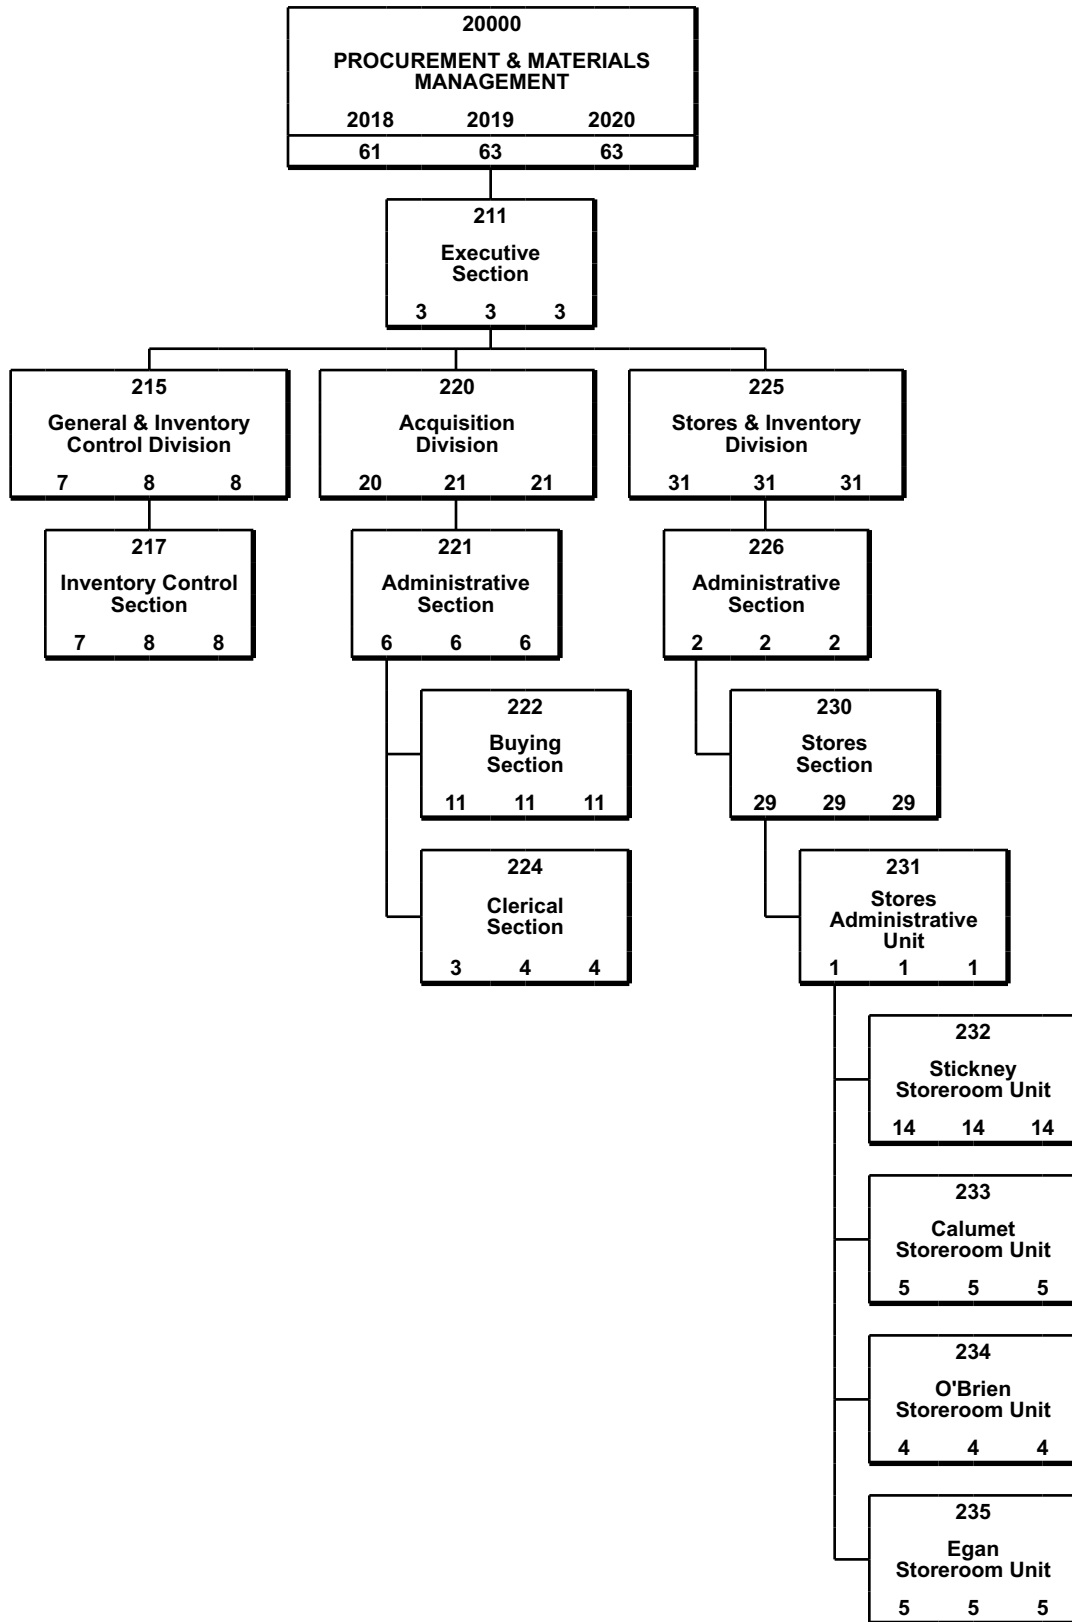 20000
PROCUREMENT & MATERIALS
MANAGEMENT
2018 2019 2020
61 63 63
211
Executive
Section
3 3 3
215
General & Inventory
Control Division
7 8 8
220
Acquisition
Division
20 21 21
225
Stores & Inventory
Division
31 31 31
217
Inventory Control
Section
7 8 8
221
Administrative
Section
6 6 6
226
Administrative
Section
2 2 2
222
Buying
Section
11 11 11
230
Stores
Section
29 29 29
224
Clerical
Section
3 4 4
231
Stores
Administrative
Unit
1 1 1
232
Stickney
Storeroom Unit
14 14 14
233
Calumet
Storeroom Unit
5 5 5
234
O'Brien
Storeroom Unit
4 4 4
235
Egan
Storeroom Unit
5 5 5